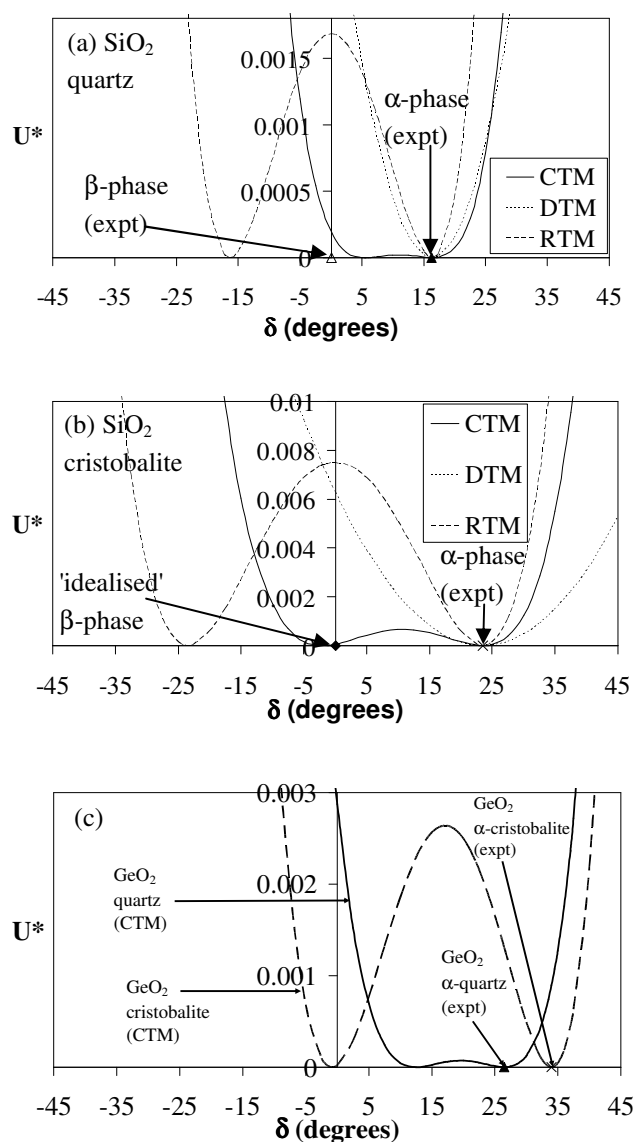 (a) SiO2
quartz
α-phase
(expt)
U*
β-phase
(expt)
CTM
DTM
RTM
0.0015
0.001
0.0005
0
-45 -35 -25 -15 -5 5 15 25 35 45
δ (degrees)
(b) SiO2
cristobalite
CTM
DTM
RTM
U*
'idealised'
β-phase
α-phase
(expt)
0.01
0.008
0.006
0.004
0.002
0
-45 -35 -25 -15 -5 5 15 25 35 45
δ (degrees)
(c)
GeO2
α-cristobalite
(expt)
GeO2
quartz
(CTM)
U*
GeO2
α-quartz
(expt)
GeO2
cristobalite
(CTM)
0.003
0.002
0.001
0
-45 -35 -25 -15 -5 5 15 25 35 45
δ (degrees)